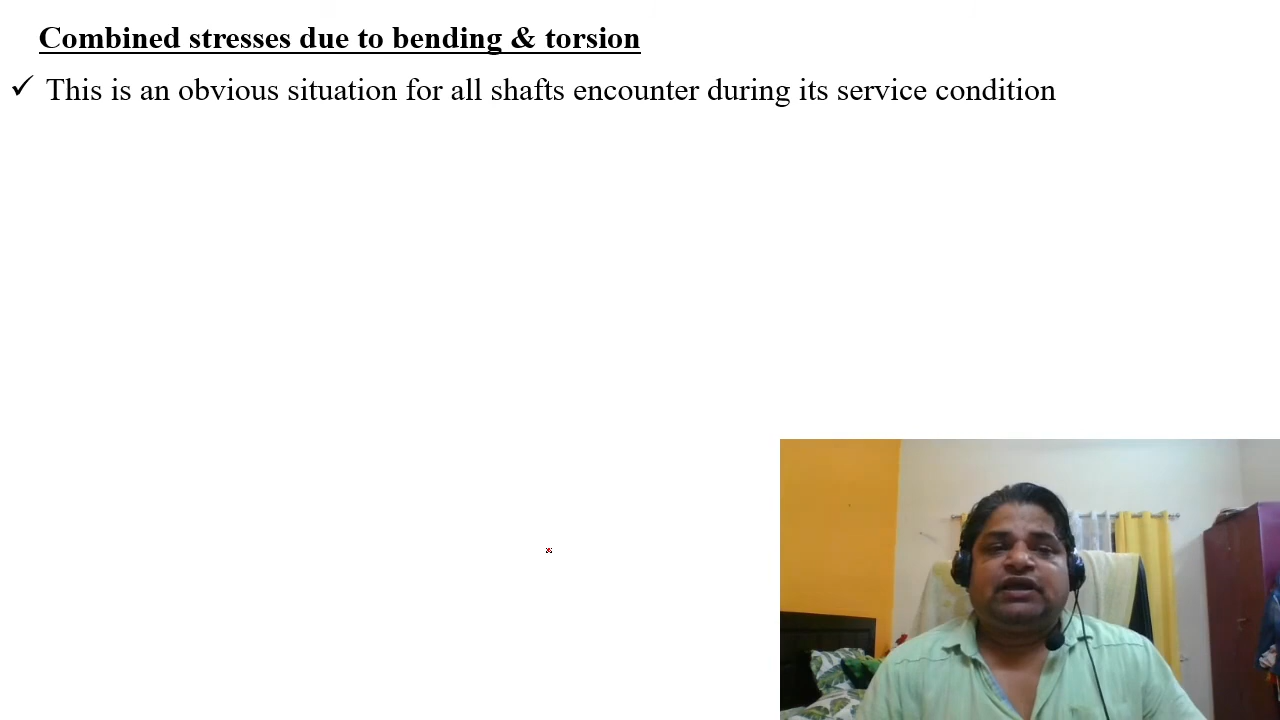 Combined stresses due to bending & torsion
✓ This is an obvious situation for all shafts encounter during its service condition